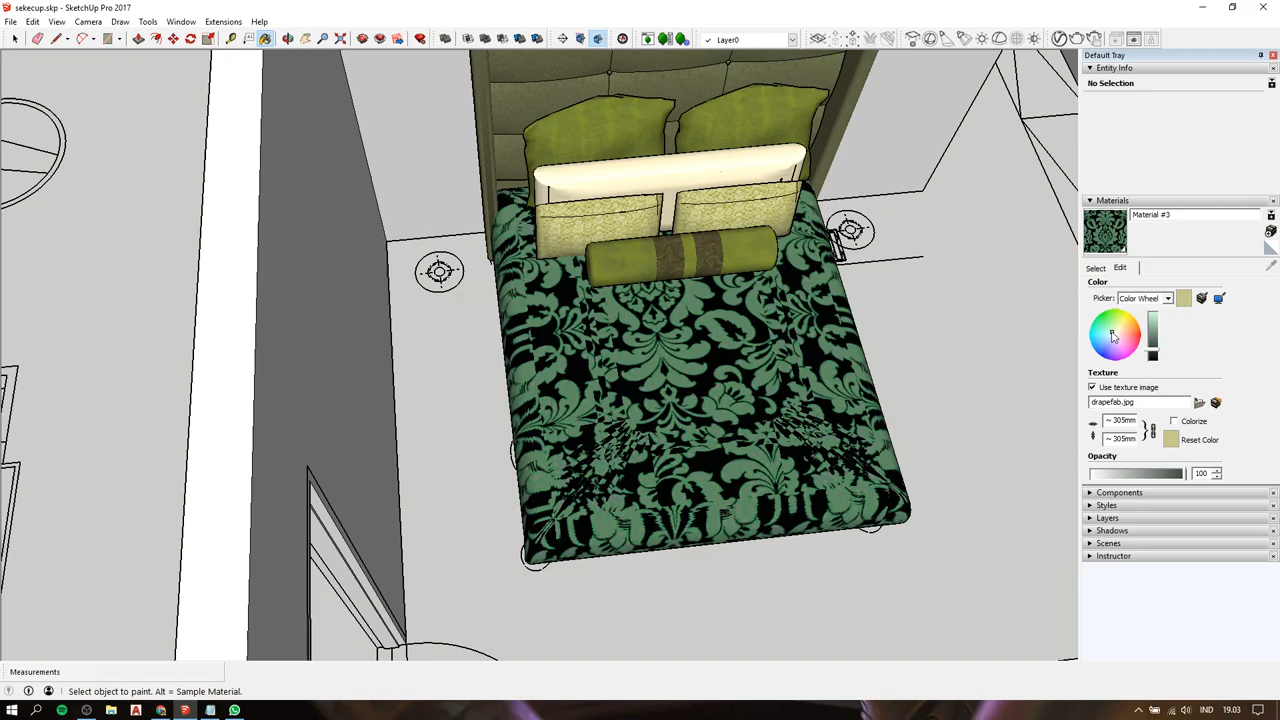 sekecup.skp - SketchUp Pro 2017
File Edit View Camera Draw Tools Window Extensions Help
Layer0
Default Tray
Entity Info
No Selection
Materials
Material #3
Select Edit
Color
Picker: Color Wheel
Texture
Use texture image
drapefab.jpg
~ 305mm Colorize
~ 305mm Reset Color
Opacity
100
Components
Styles
Layers
Shadows
Scenes
Instructor
Measurements
Select object to paint. Alt = Sample Material.
IND 19.03